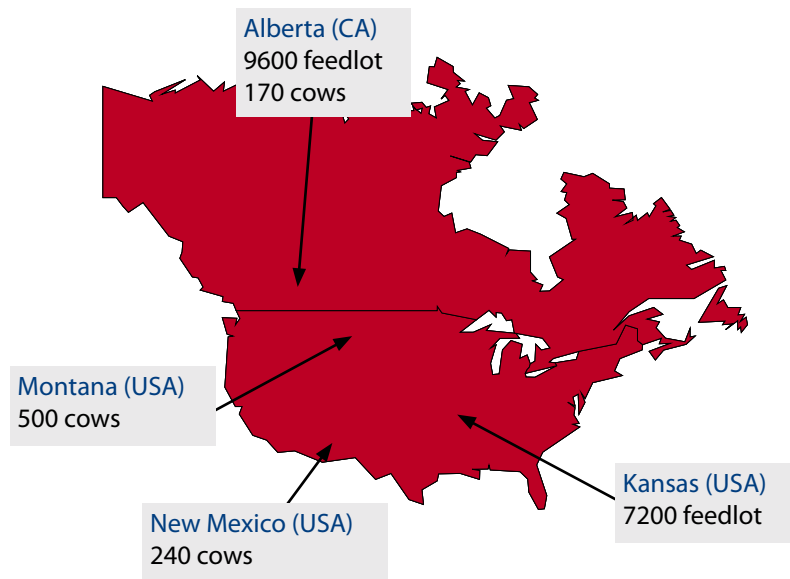 Alberta (CA)
9600 feedlot
170 cows
Montana (USA)
500 cows
New Mexico (USA)
240 cows
Kansas (USA)
7200 feedlot